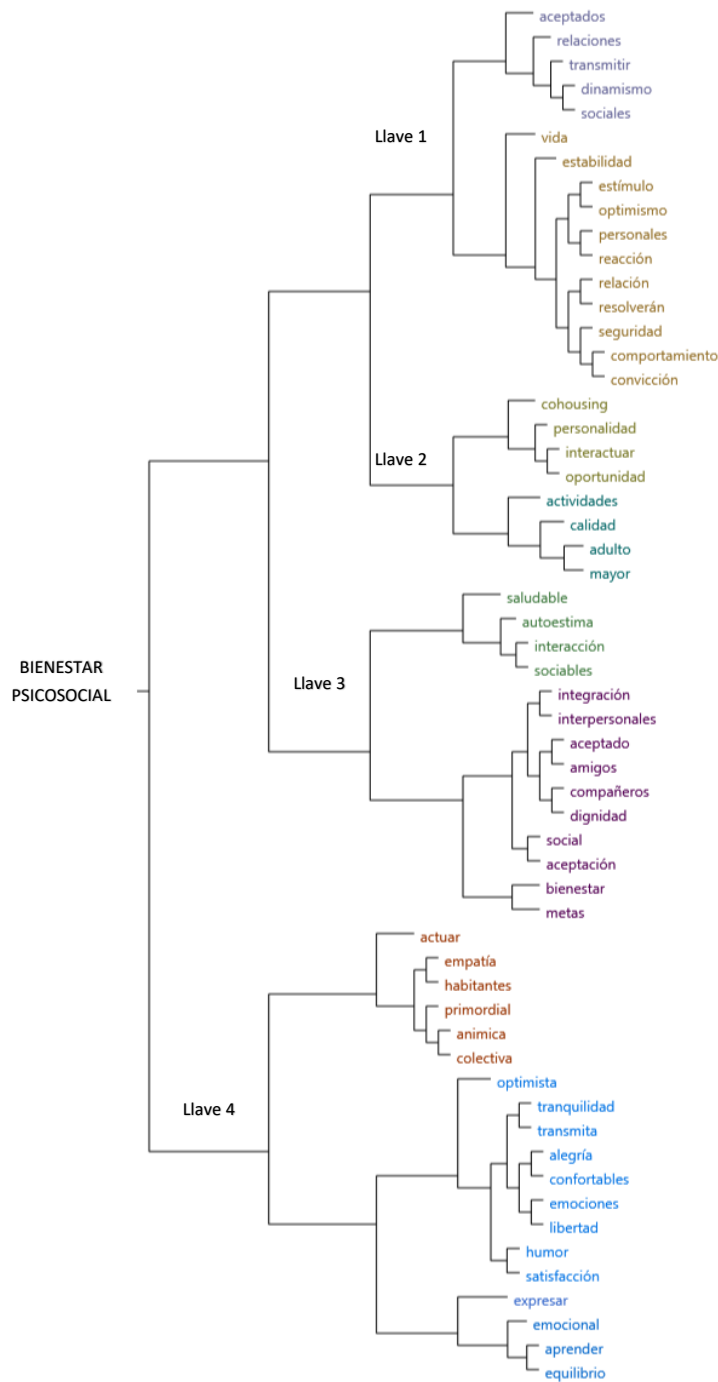 aceptados
relaciones
transmitir
dinamismo
sociales
Llave 1
vida
estabilidad
estímulo
optimismo
personales
reacción
relación
resolverán
seguridad
comportamiento
convicción
cohousing
personalidad
Llave 2
interactuar
oportunidad
actividades
calidad
adulto
mayor
saludable
autoestima
interacción
sociables
BIENESTAR
PSICOSOCIAL
Llave 3
integración
interpersonales
aceptado
amigos
compañeros
dignidad
social
aceptación
bienestar
metas
actuar
empatía
habitantes
primordial
animica
colectiva
optimista
Llave 4
tranquilidad
transmita
alegría
confortables
emociones
libertad
humor
satisfacción
expresar
emocional
aprender
equilibrio